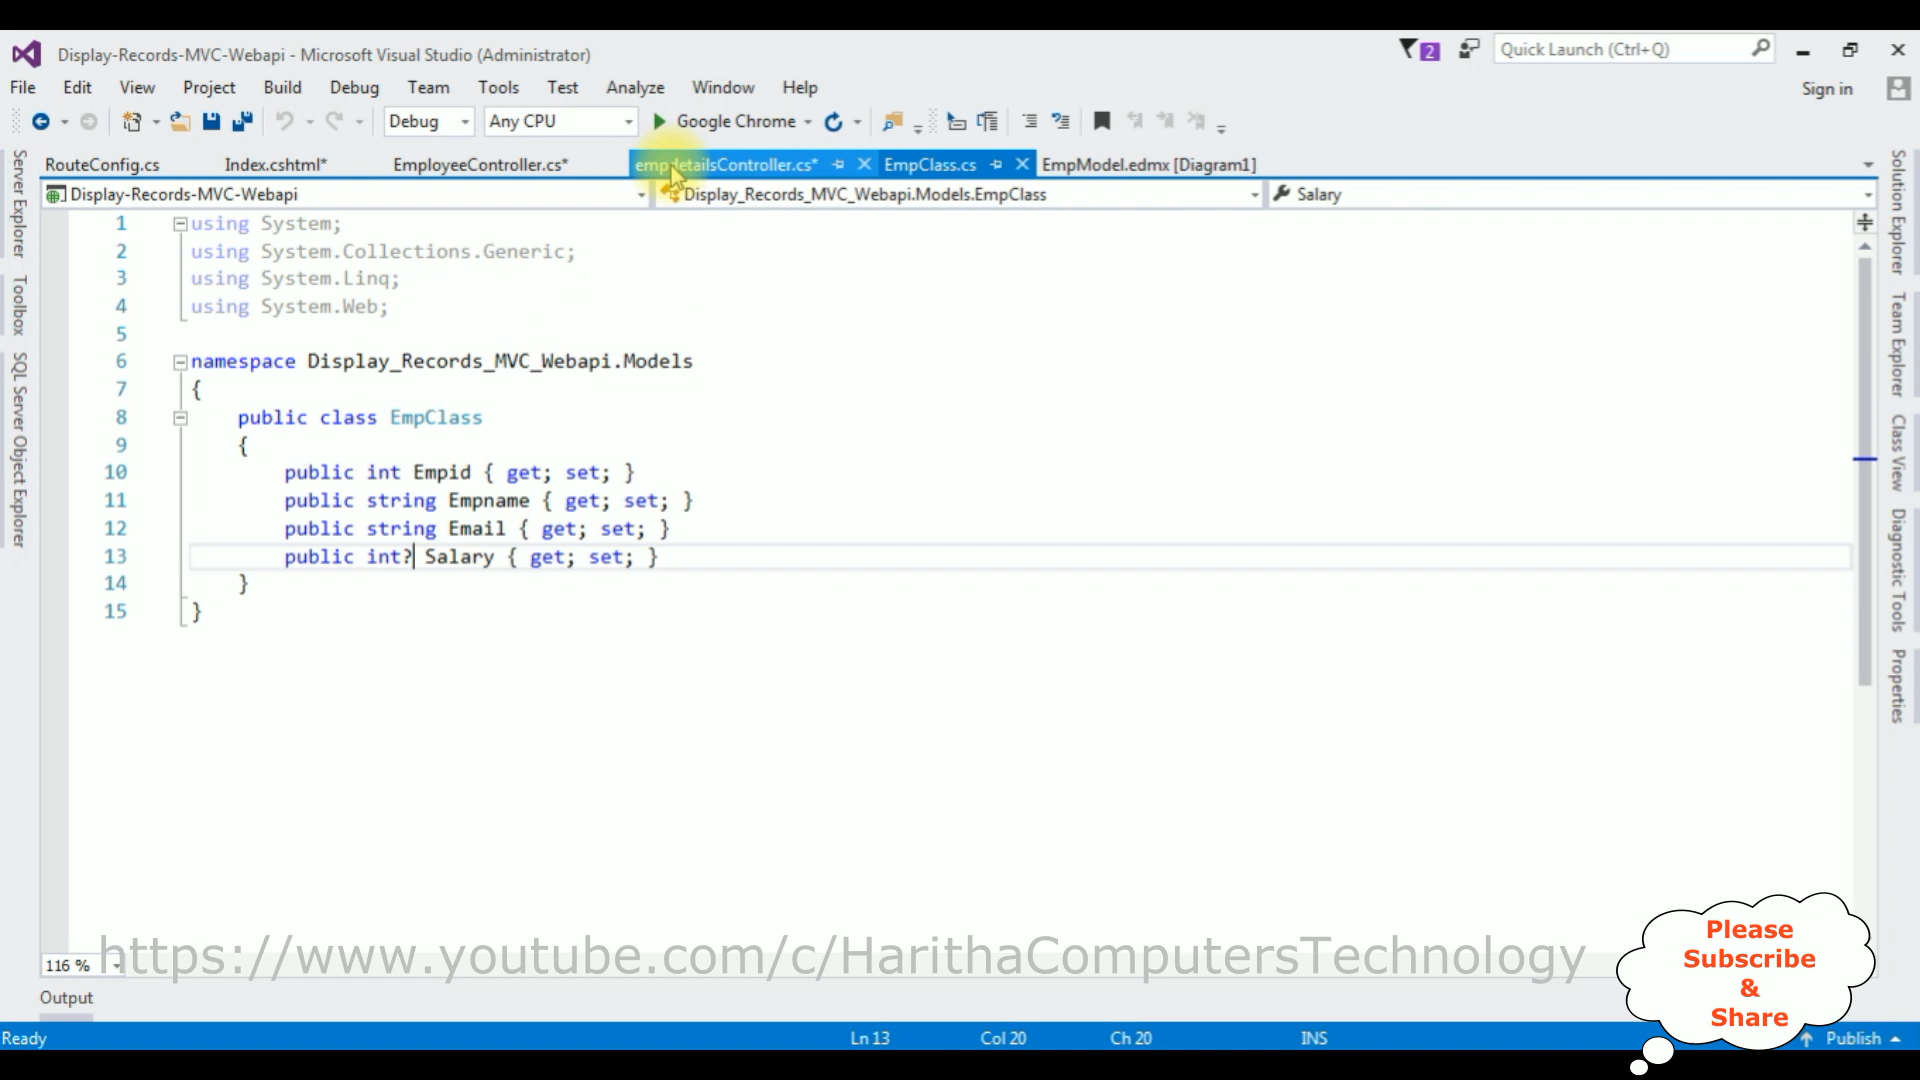 Display-Records-MVC-Webapi - Microsoft Visual Studio (Administrator)
2
Quick Launch (Ctrl+Q)
File Edit View Project Build Debug Team Tools Test Analyze Window Help
Sign in
Debug
Any CPU
Google Chrome
RouteConfig.cs
Index.cshtml*
EmployeeController.cs*
empdetailsController.cs*
EmpClass.cs
EmpModel.edmx [Diagram1]
Display-Records-MVC-Webapi
Display_Records_MVC_Webapi.Models.EmpClass
Salary
Server Explorer
Toolbox
SQL Server Object Explorer
1 using System;
2 using System.Collections.Generic;
3 using System.Linq;
4 using System.Web;
5
6 namespace Display_Records_MVC_Webapi.Models
7 {
8 public class EmpClass
9 {
10 public int Empid { get; set; }
11 public string Empname { get; set; }
12 public string Email { get; set; }
13 public int? Salary { get; set; }
14 }
15 }
Solution Explorer
Team Explorer
Class View
Diagnostic Tools
Properties
https://www.youtube.com/c/HarithaComputersTechnology
116 %
Please
Subscribe
&
Share
Output
Ready
Ln 13
Col 20
Ch 20
INS
Publish